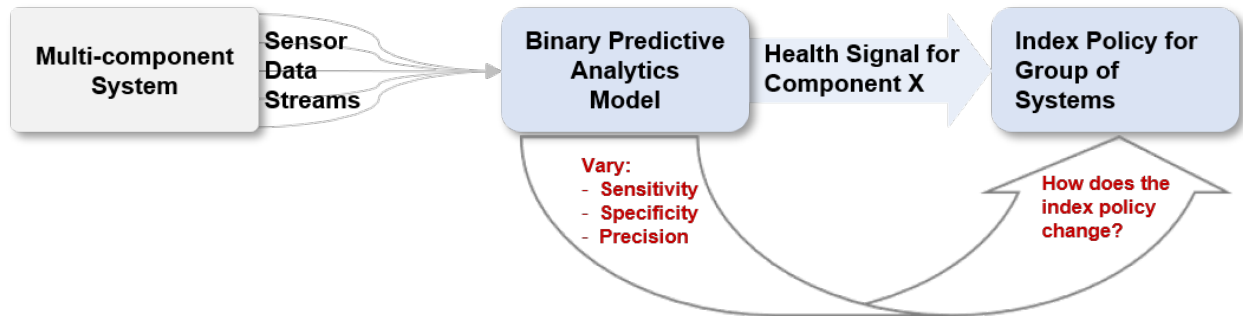 Multi-component
System
Sensor
Data
Streams
Binary Predictive
Analytics
Model
Health Signal for
Component X
Index Policy for
Group of
Systems
Vary:
- Sensitivity
- Specificity
- Precision
How does the
index policy
change?